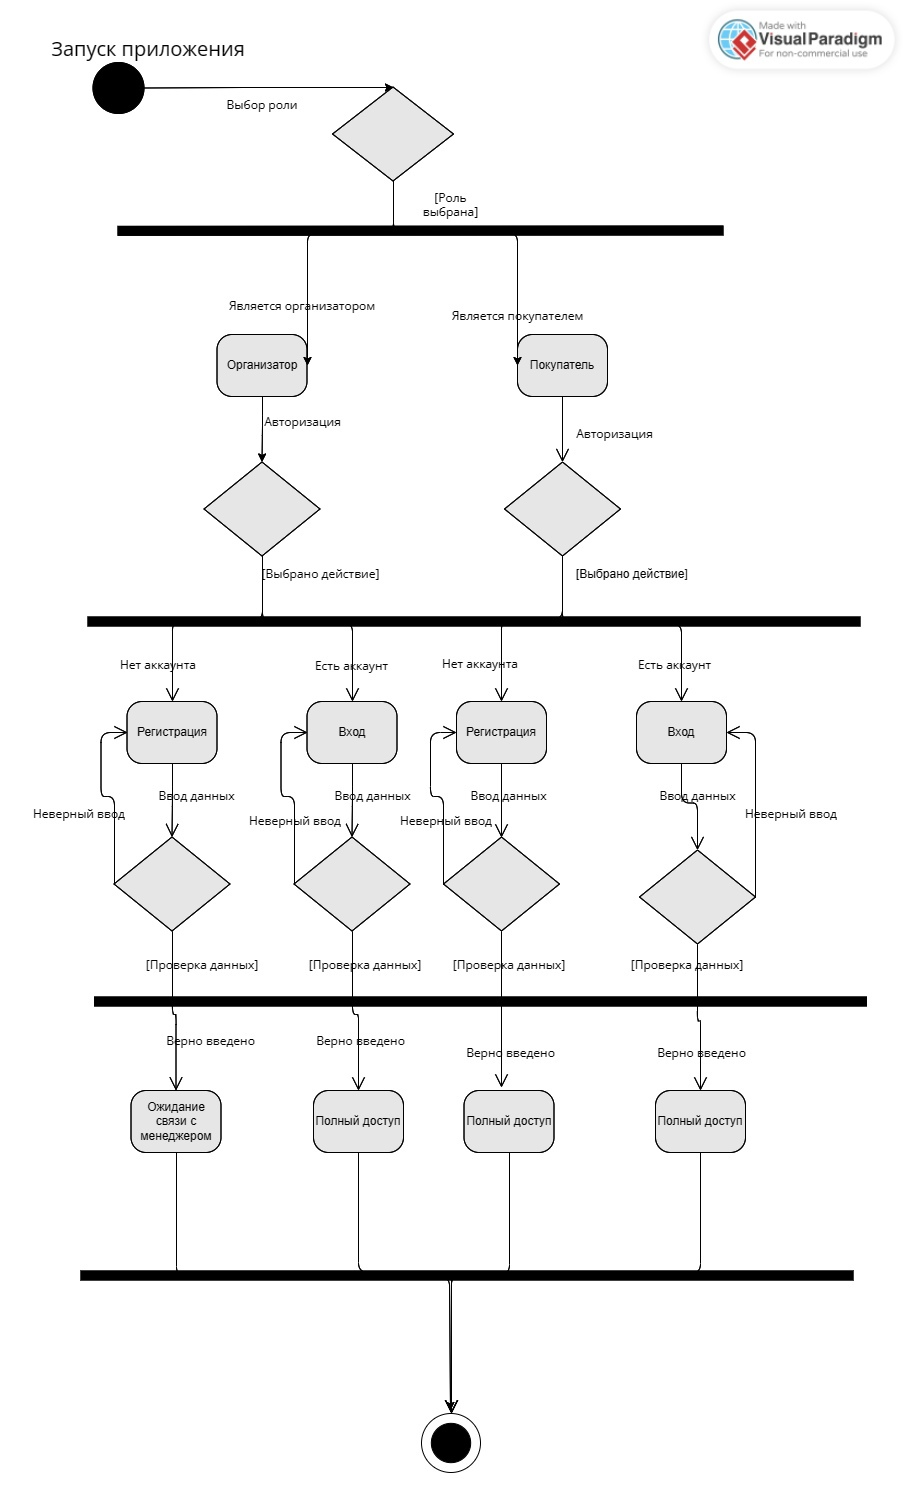 Made with
VisualParadigm
For non-commercial use
Запуск приложения
Выбор роли
[Роль
выбрана]
Является организатором
Является покупателем
Организатор
Покупатель
Авторизация
Авторизация
[Выбрано действие]
[Выбрано действие]
Нет аккаунта
Есть аккаунт
Нет аккаунта
Есть аккаунт
Регистрация
Вход
Регистрация
Вход
Ввод данных
Ввод данных
Ввод данных
Ввод данных
Неверный ввод
Неверный ввод
Неверный ввод
Неверный ввод
[Проверка данных]
[Проверка данных]
[Проверка данных]
[Проверка данных]
Верно введено
Верно введено
Верно введено
Верно введено
Ожидание
связи с
менеджером
Полный доступ
Полный доступ
Полный доступ